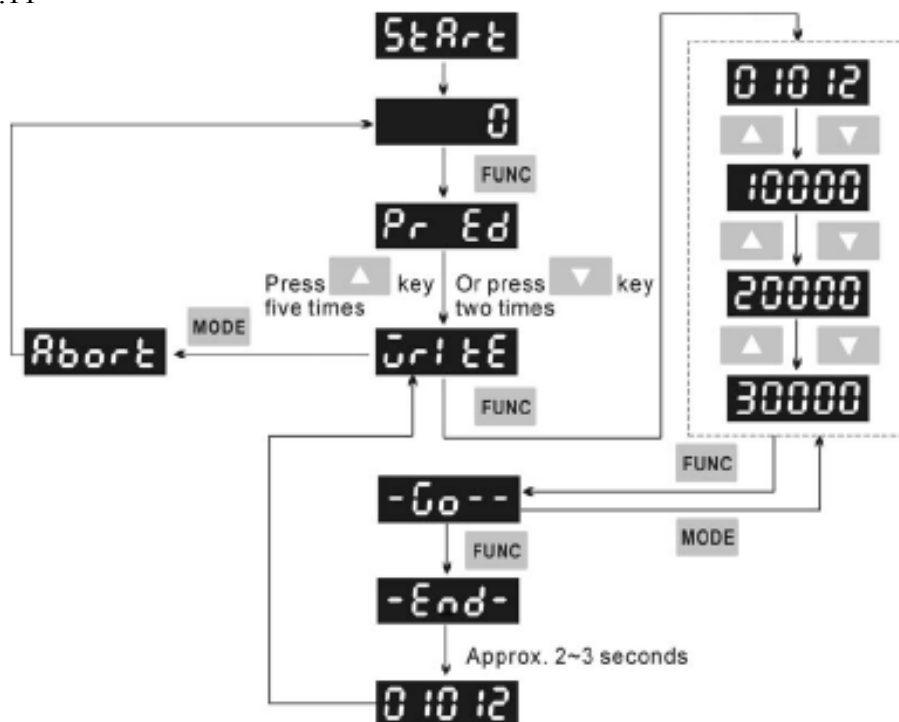 StArt
0
FUNC
Pr Ed
Press ▲ key Or press ▼ key
five times two times
MODE
Abort
WrItE
FUNC
01012
▲ ▼
10000
▲ ▼
20000
▲ ▼
30000
FUNC
-Go--
MODE
FUNC
-End-
Approx. 2~3 seconds
01012